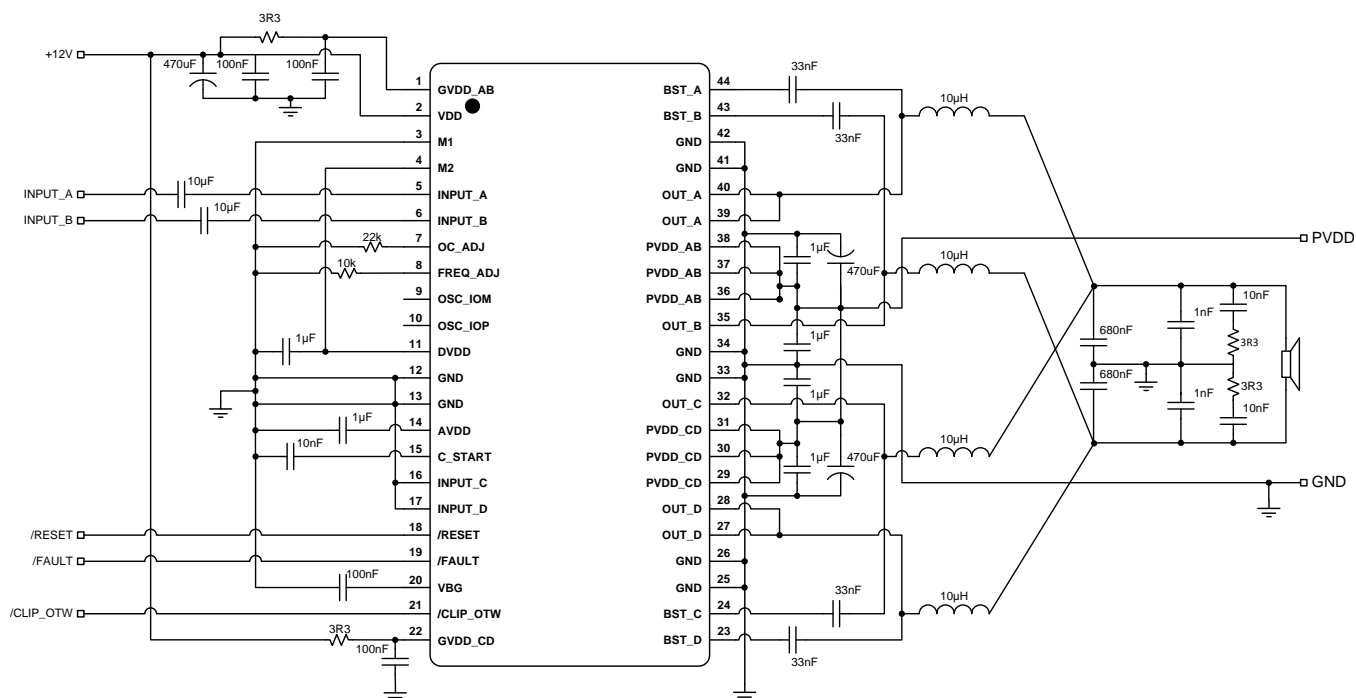 3R3
+12V
470uF
100nF
100nF
1
GVDD_AB
2
VDD
3
M1
4
M2
INPUT_A
10µF
5
INPUT_A
INPUT_B
10µF
6
INPUT_B
22k
7
OC_ADJ
10k
8
FREQ_ADJ
9
OSC_IOM
10
OSC_IOP
1µF
11
DVDD
12
GND
13
GND
1µF
14
AVDD
10nF
15
C_START
16
INPUT_C
17
INPUT_D
/RESET
18
/RESET
/FAULT
19
/FAULT
100nF
20
VBG
/CLIP_OTW
21
/CLIP_OTW
3R3
22
GVDD_CD
100nF
44
BST_A
33nF
43
BST_B
33nF
42
GND
41
GND
40
OUT_A
39
OUT_A
38
PVDD_AB
37
PVDD_AB
36
PVDD_AB
35
OUT_B
34
GND
33
GND
32
OUT_C
31
PVDD_CD
30
PVDD_CD
29
PVDD_CD
28
OUT_D
27
OUT_D
26
GND
25
GND
24
BST_C
33nF
23
BST_D
33nF
1µF
470uF
1µF
1µF
1µF
470uF
10µH
10µH
10µH
10µH
PVDD
680nF
680nF
1nF
1nF
10nF
3R3
3R3
10nF
GND